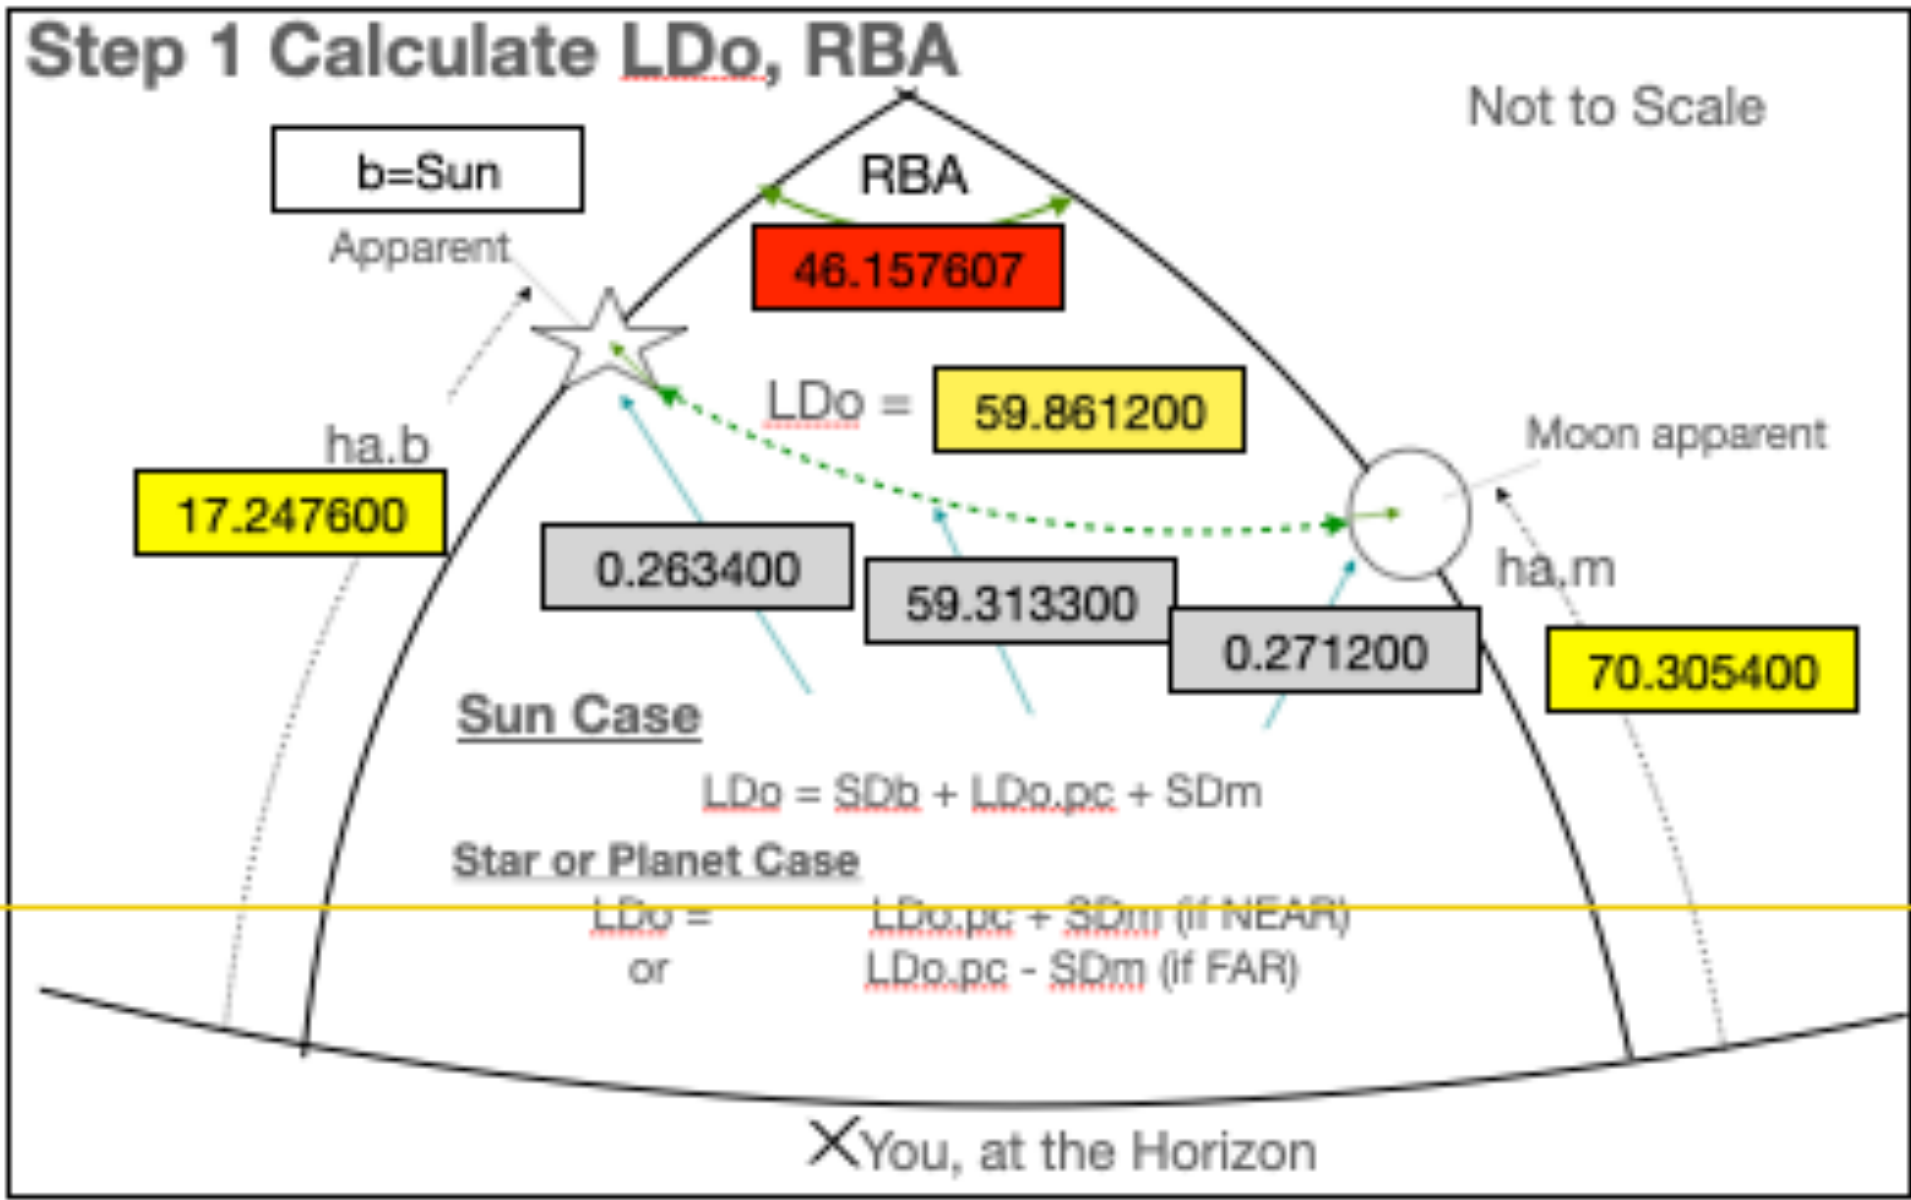 Step 1 Calculate LDo, RBA
Not to Scale
b=Sun
RBA
Apparent
46.157607
LDo = 59.861200
Moon apparent
ha.b
17.247600
0.263400
59.313300
ha.m
0.271200
70.305400
Sun Case
LDo = SDb + LDo.pc + SDm
Star or Planet Case
LDo = LDo.pc + SDm (if NEAR)
or LDo.pc - SDm (if FAR)
You, at the Horizon